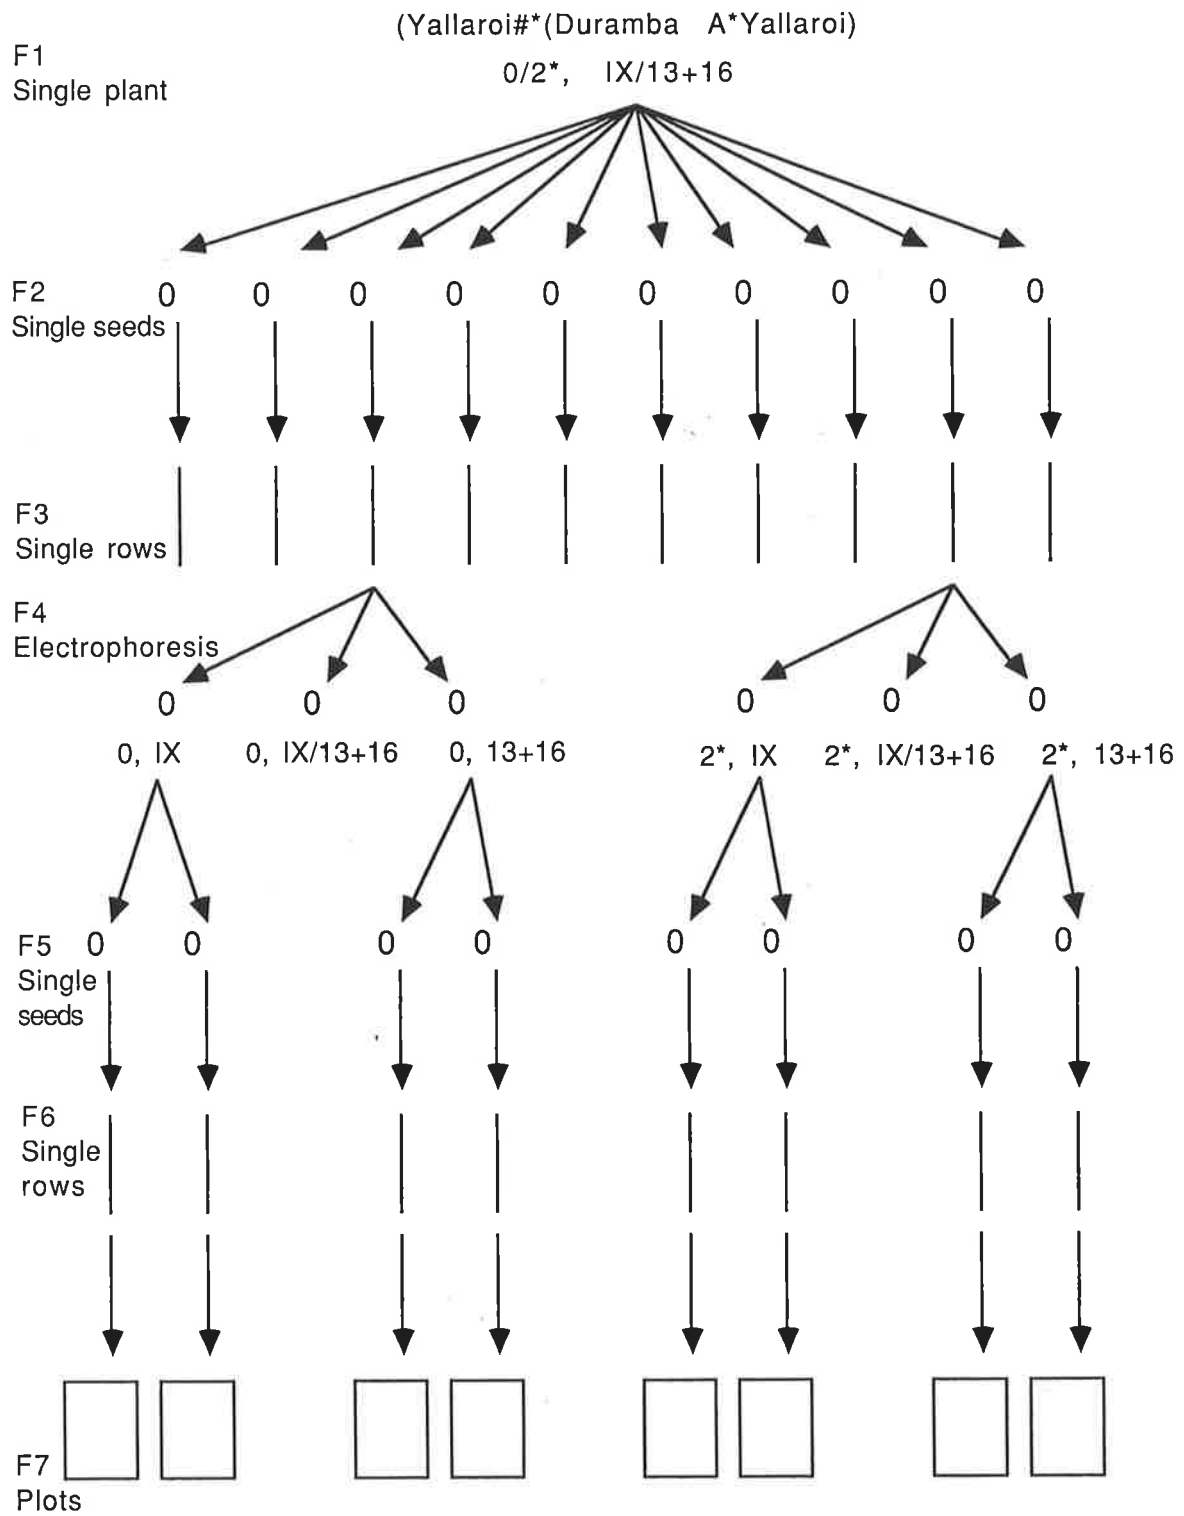 (Yallaroi#*(Duramba A*Yallaroi)
F1
Single plant
0/2*, IX/13+16
F2
Single seeds
0 0 0 0 0 0 0 0 0 0
F3
Single rows
F4
Electrophoresis
0 0 0 0 0 0
0, IX 0, IX/13+16 0, 13+16 2*, IX 2*, IX/13+16 2*, 13+16
F5
Single
seeds
0 0 0 0 0 0 0 0
F6
Single
rows
F7
Plots